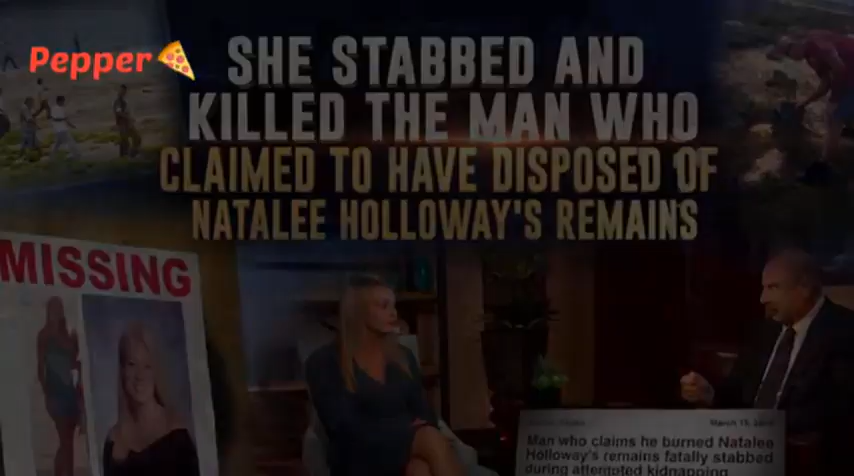 Pepper
SHE STABBED AND
KILLED THE MAN WHO
CLAIMED TO HAVE DISPOSED OF
NATALEE HOLLOWAY'S REMAINS
MISSING
March 15,
Man who claims he burned Natalee
Holloway's remains fatally stabbed
during attempted kidnapping